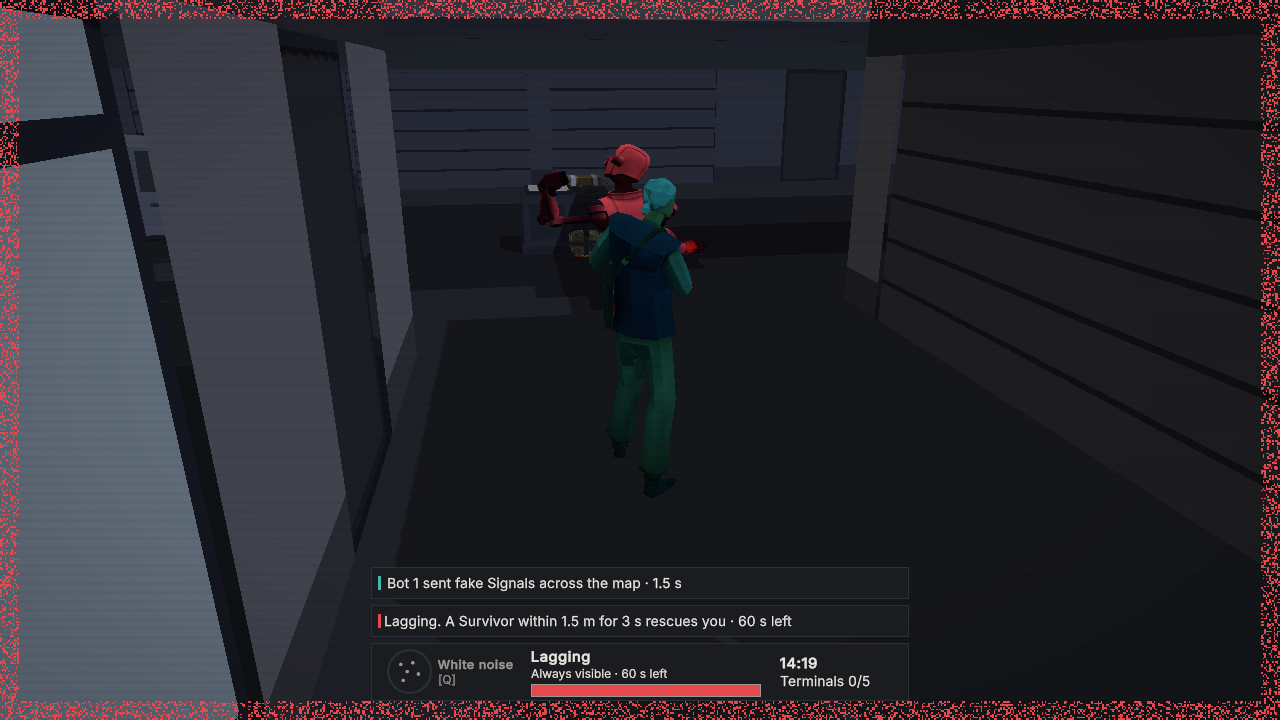 Bot 1 sent fake Signals across the map · 1.5 s
Lagging. A Survivor within 1.5 m for 3 s rescues you · 60 s left
White noise
[Q]
Lagging
Always visible · 60 s left
14:19
Terminals 0/5